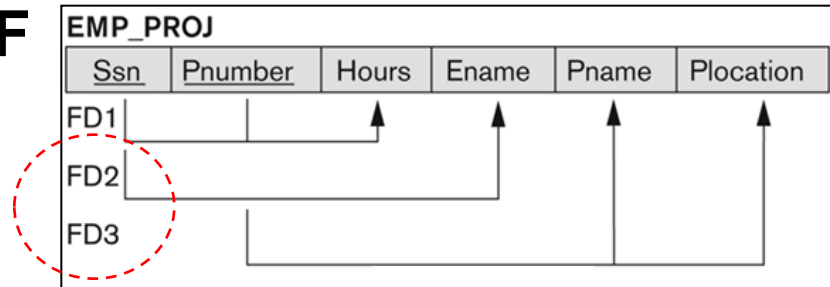 F
EMP_PROJ
Ssn Pnumber Hours Ename Pname Plocation
FD1
FD2
FD3